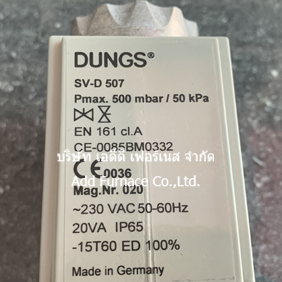 DUNGS®
SV-D 507
Pmax. 500 mbar / 50 kPa
EN 161 cl.A
CE-0085BM0332
บริษัท เอดดี เฟอร์เนส จำกัด
CE 0036
Add Furnace Co.,Ltd.
Mag.Nr. 020
~230 VAC 50-60Hz
20VA IP65
-15T60 ED 100%
Made in Germany